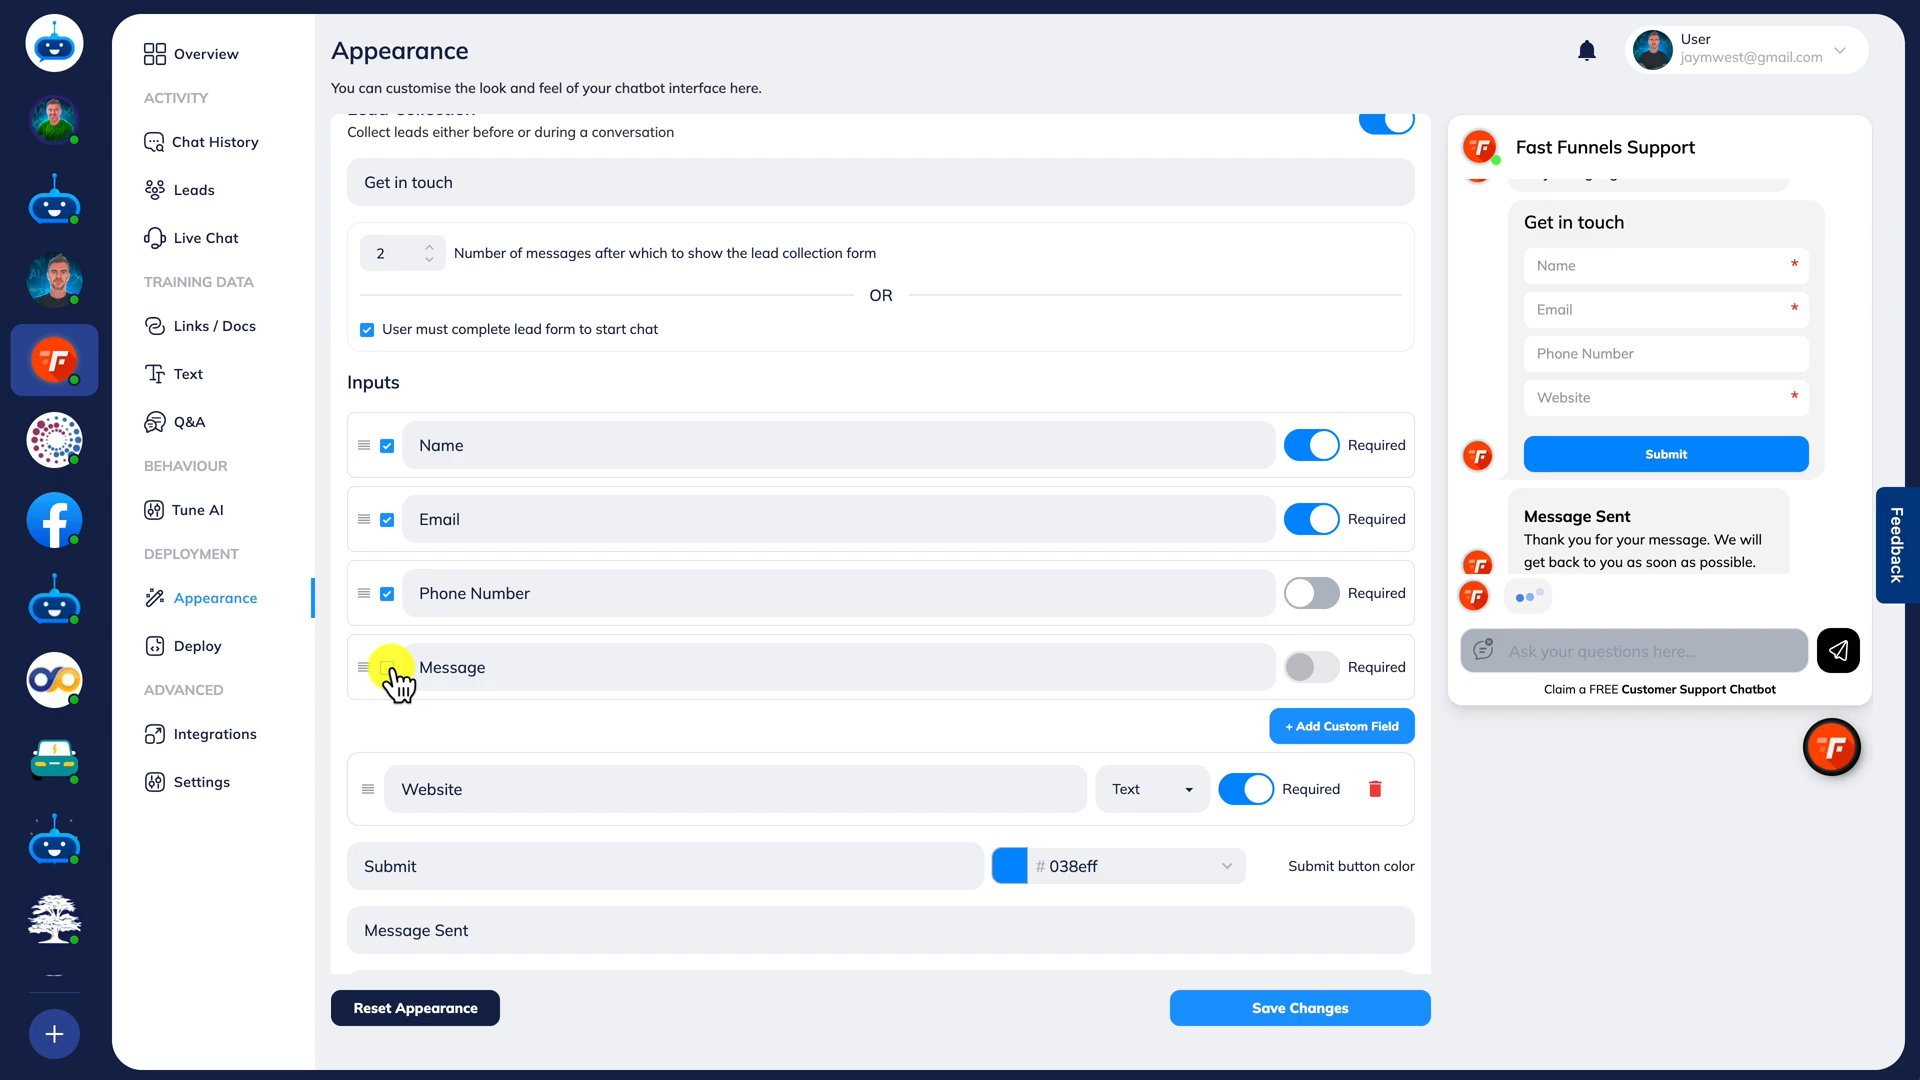 Overview
ACTIVITY
Chat History
Leads
Live Chat
TRAINING DATA
Links / Docs
Text
Q&A
BEHAVIOUR
Tune AI
DEPLOYMENT
Appearance
Deploy
ADVANCED
Integrations
Settings
Appearance
You can customise the look and feel of your chatbot interface here.
User
jaymwest@gmail.com
Lead Collection
Collect leads either before or during a conversation
Get in touch
2 Number of messages after which to show the lead collection form
OR
User must complete lead form to start chat
Inputs
Name Required
Email Required
Phone Number Required
Message Required
+ Add Custom Field
Website Text Required
Submit # 038eff Submit button color
Message Sent
Reset Appearance
Save Changes
Fast Funnels Support
Get in touch
Name *
Email *
Phone Number
Website *
Submit
Message Sent
Thank you for your message. We will
get back to you as soon as possible.
Ask your questions here...
Claim a FREE Customer Support Chatbot
Feedback